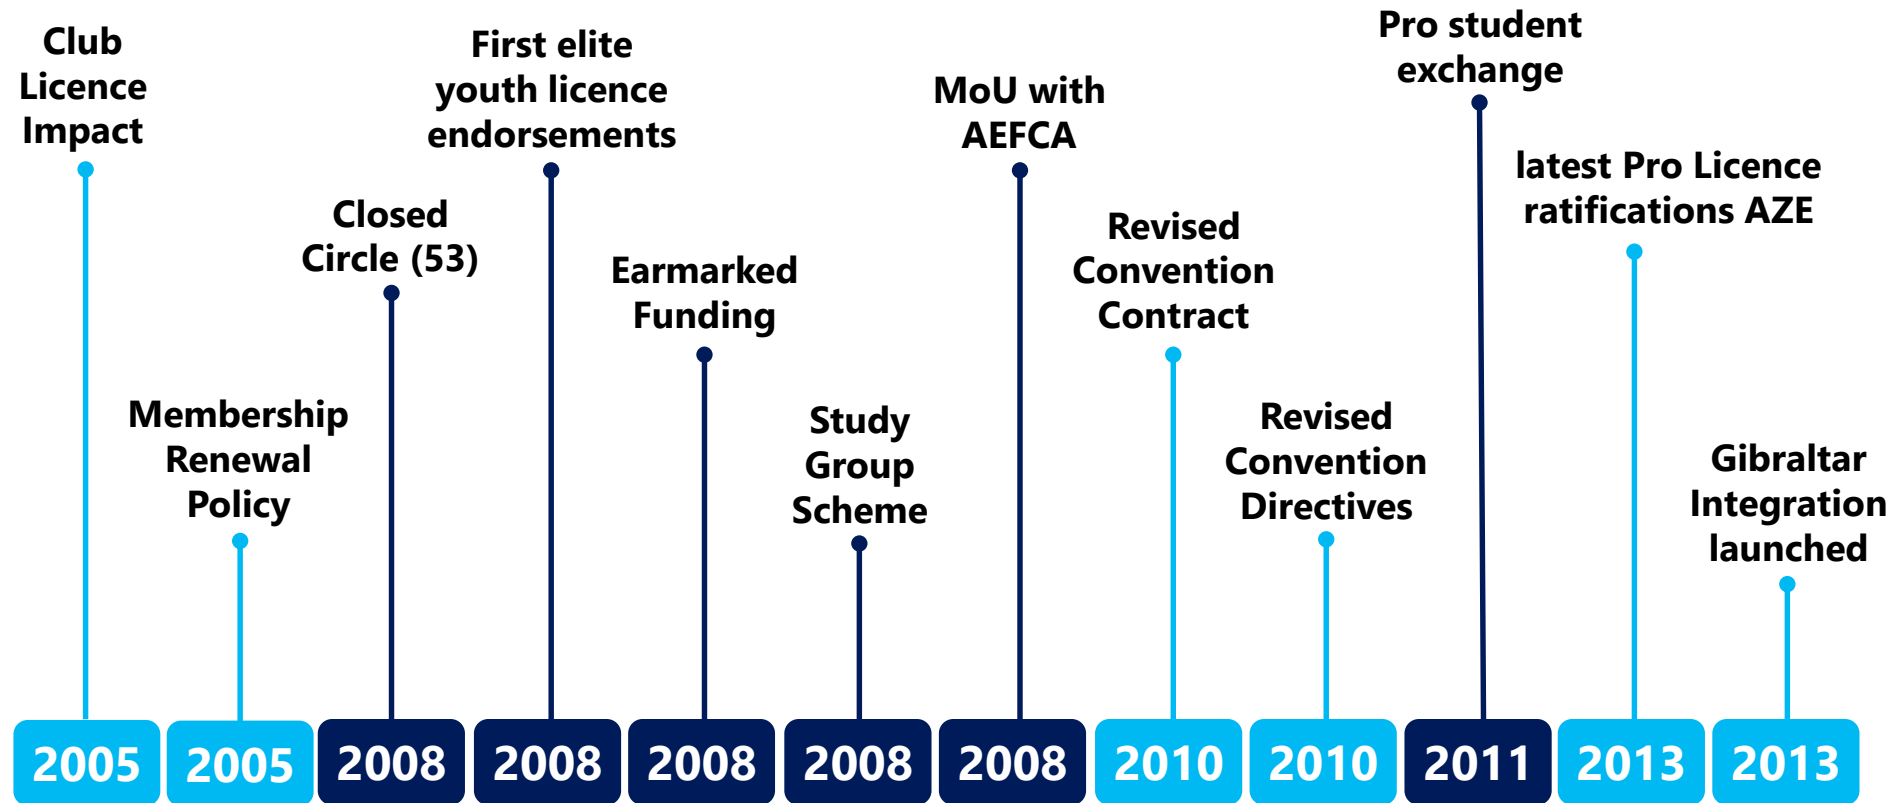 Club
Licence
Impact
Membership
Renewal
Policy
Closed
Circle (53)
First elite
youth licence
endorsements
Earmarked
Funding
Study
Group
Scheme
MoU with
AEFCA
Revised
Convention
Contract
Revised
Convention
Directives
Pro student
exchange
latest Pro Licence
ratifications AZE
Gibraltar
Integration
launched
2005 2005 2008 2008 2008 2008 2008 2010 2010 2011 2013 2013